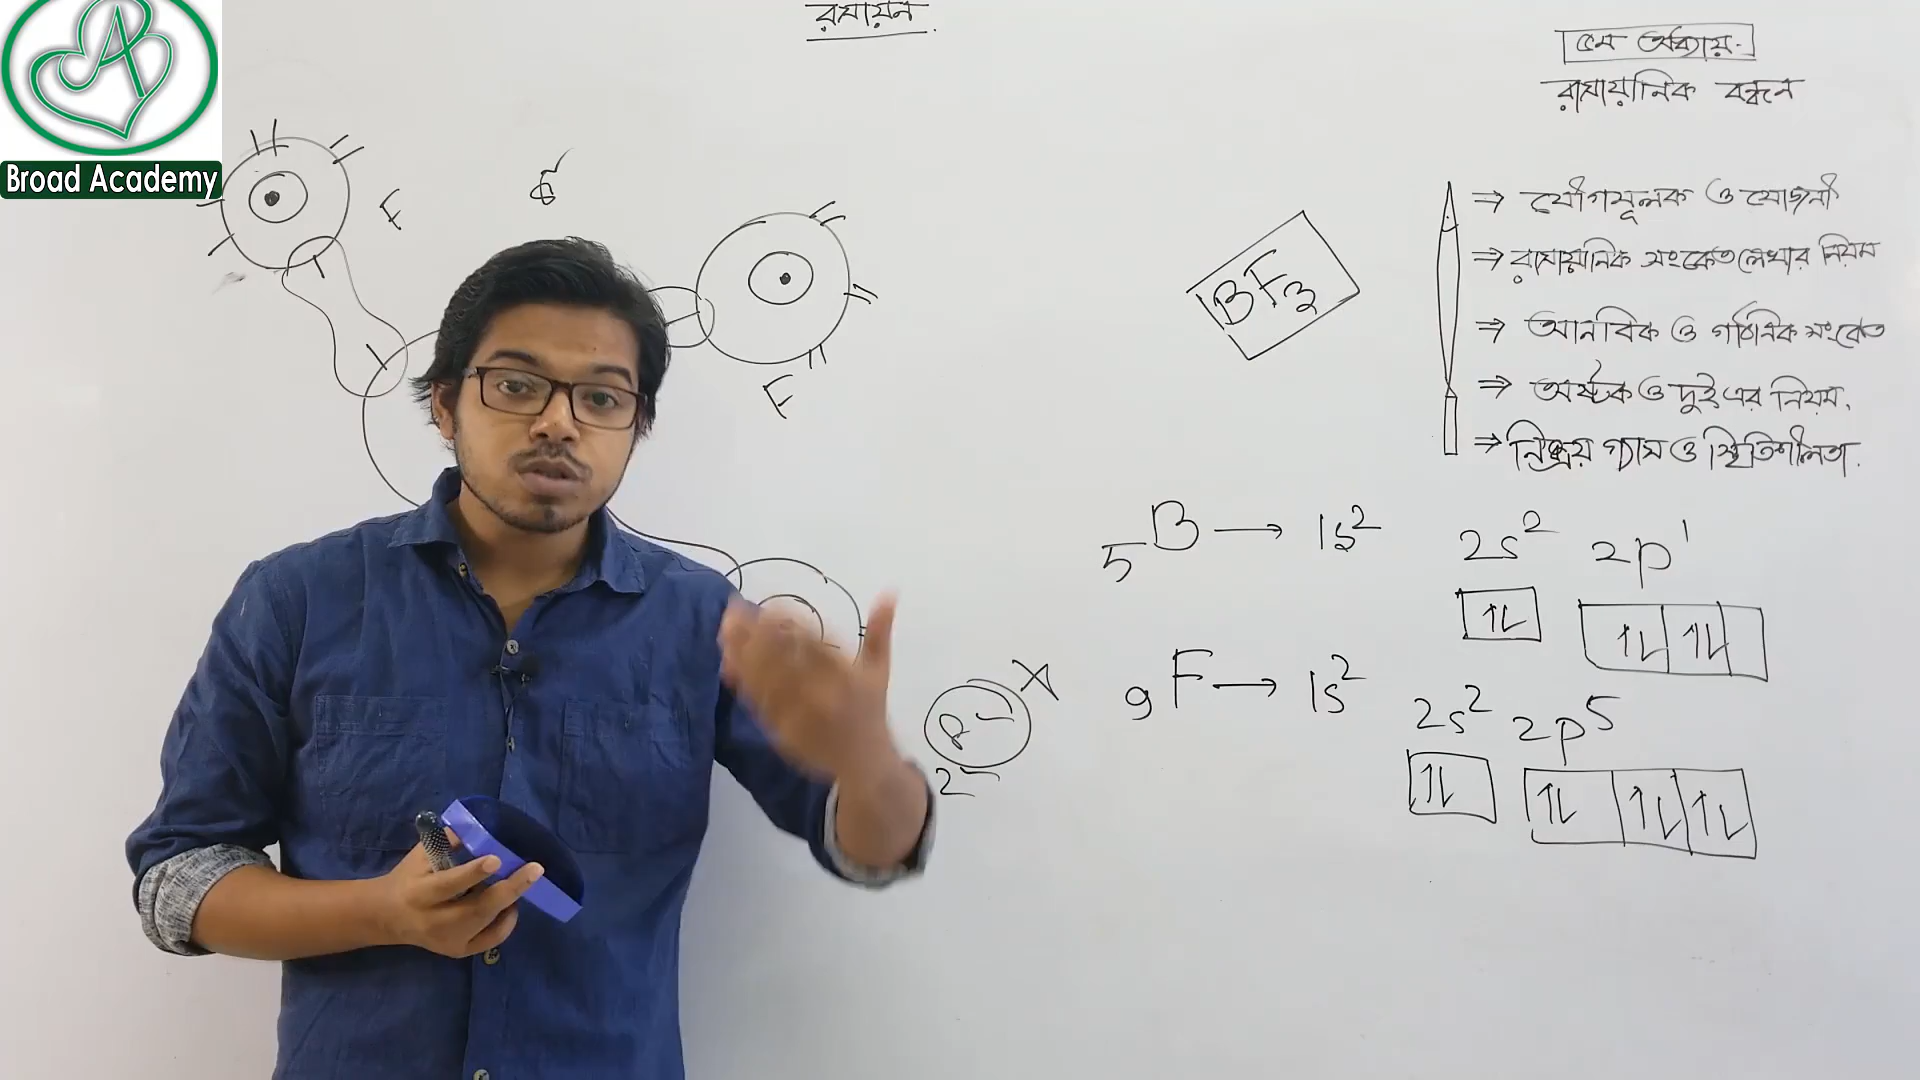 রসায়ন
Broad Academy
৫ম অধ্যায়
রাসায়নিক বন্ধন
⇒ যৌগমূলক ও যোজনী
⇒ রাসায়নিক সংকেত লেখার নিয়ম
⇒ আনবিক ও গাঠনিক সংকেত
⇒ অষ্টক ও দুই এর নিয়ম।
⇒ নিষ্ক্রিয় গ্যাস ও স্থিতিশীলতা.
F
F
BF₃
₅B → 1s² 2s² 2p¹
↑↓ ↑↓ ↑↓
₉F → 1s² 2s² 2p⁵
↑↓ ↑↓ ↑↓ ↑↓